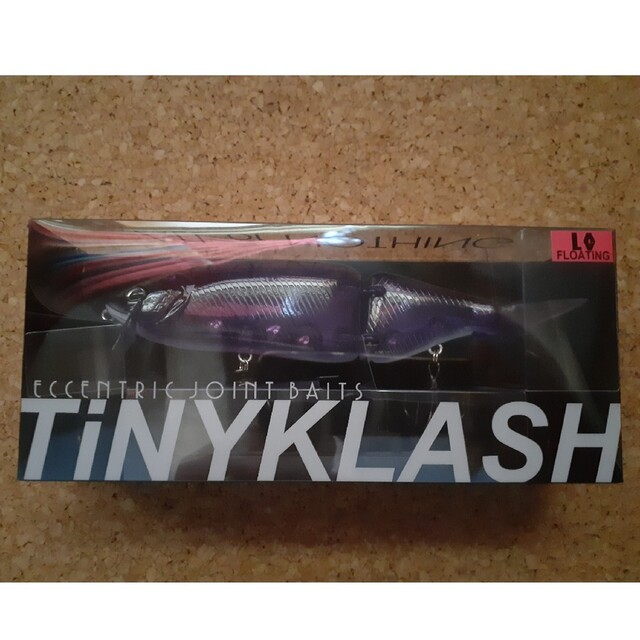 LO
FLOATING
ECCENTRIC JOINT BAITS
TiNYKLASH